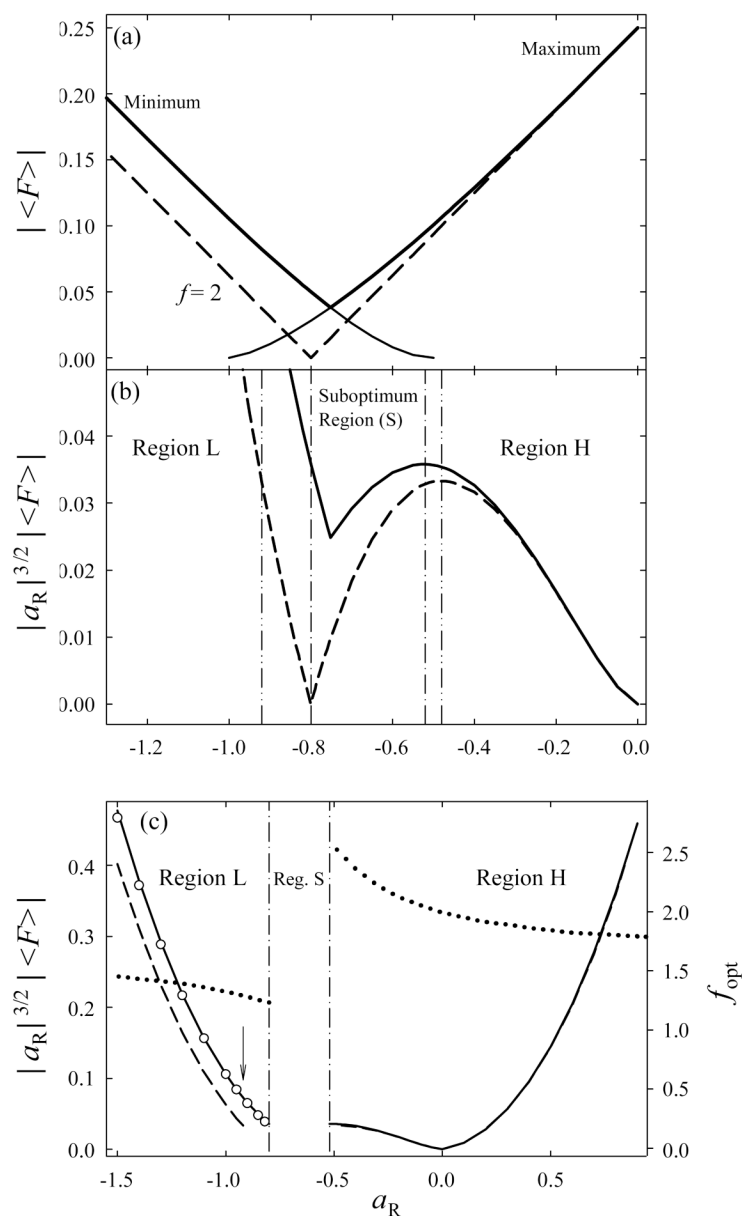 (a)
Minimum
Maximum
f = 2
0.25
0.20
0.15
0.10
0.05
0.00
| <F> |
(b)
Suboptimum
Region (S)
Region L
Region H
0.04
0.03
0.02
0.01
0.00
| a_R |^{3/2} | <F> |
-1.2 -1.0 -0.8 -0.6 -0.4 -0.2 0.0
(c)
Region L
Reg. S
Region H
0.4
0.3
0.2
0.1
0.0
| a_R |^{3/2} | <F> |
2.5
2.0
1.5
1.0
0.5
0.0
f_opt
-1.5 -1.0 -0.5 0.0 0.5
a_R